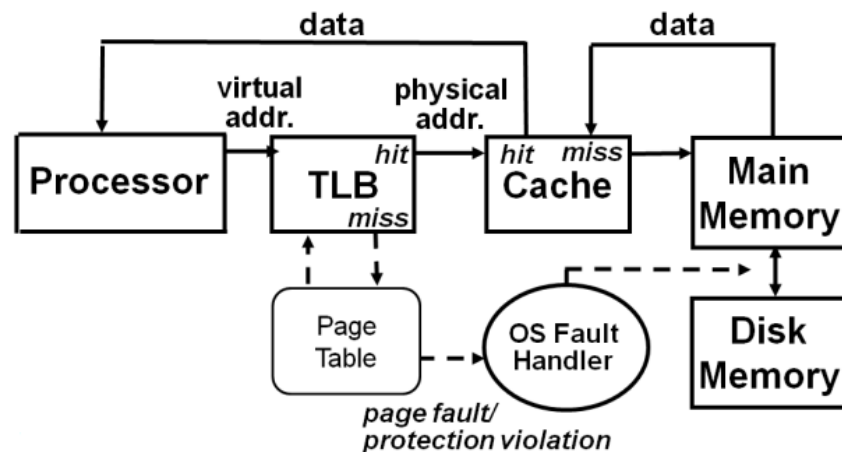 data
data
virtual
addr.
physical
addr.
Processor
hit
TLB
miss
hit
miss
Cache
Main
Memory
Page
Table
OS Fault
Handler
Disk
Memory
page fault/
protection violation